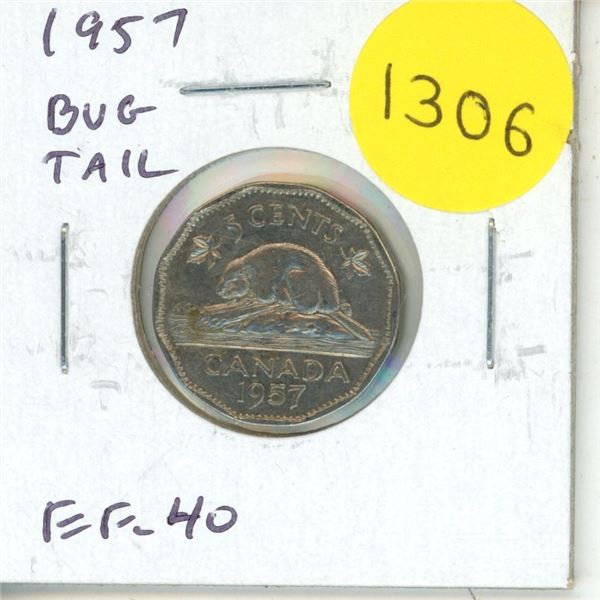 1957
BUG
TAIL
1306
5 CENTS
CANADA
1957
EF-40